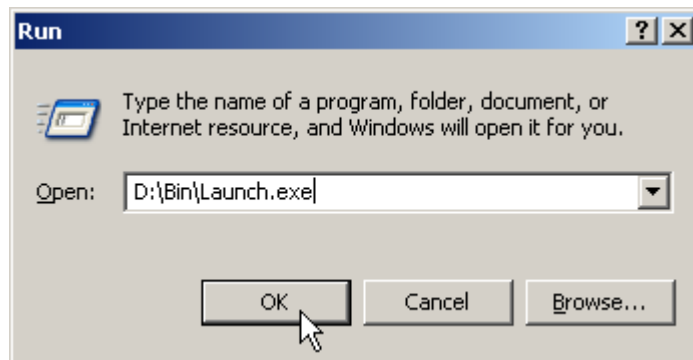 Run
Type the name of a program, folder, document, or
Internet resource, and Windows will open it for you.
Open: D:\Bin\Launch.exe
OK Cancel Browse...